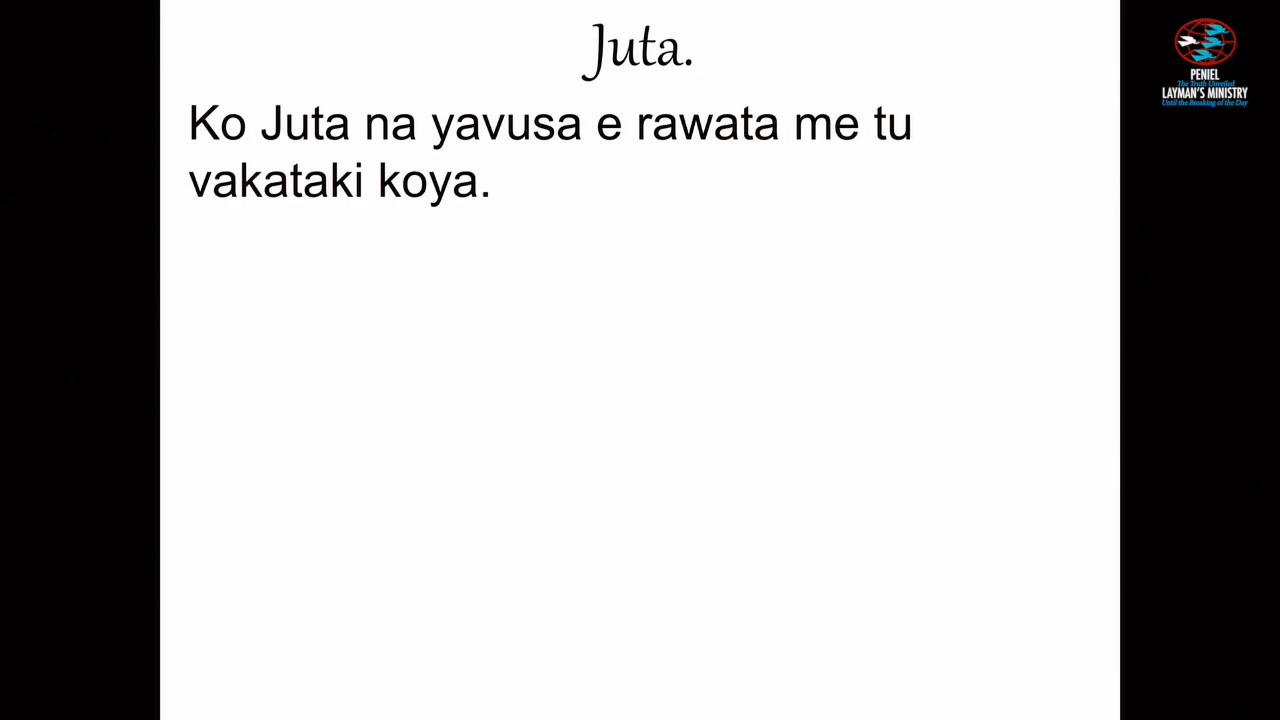 Juta.
Ko Juta na yavusa e rawata me tu
vakataki koya.
PENIEL
The Truth Unveiled
LAYMAN'S MINISTRY
Until the Breaking of the Day